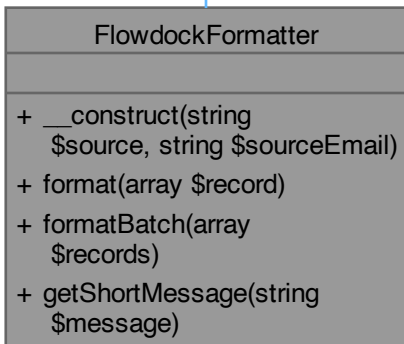 FlowdockFormatter
+ __construct(string
$source, string $sourceEmail)
+ format(array $record)
+ formatBatch(array
$records)
+ getShortMessage(string
$message)